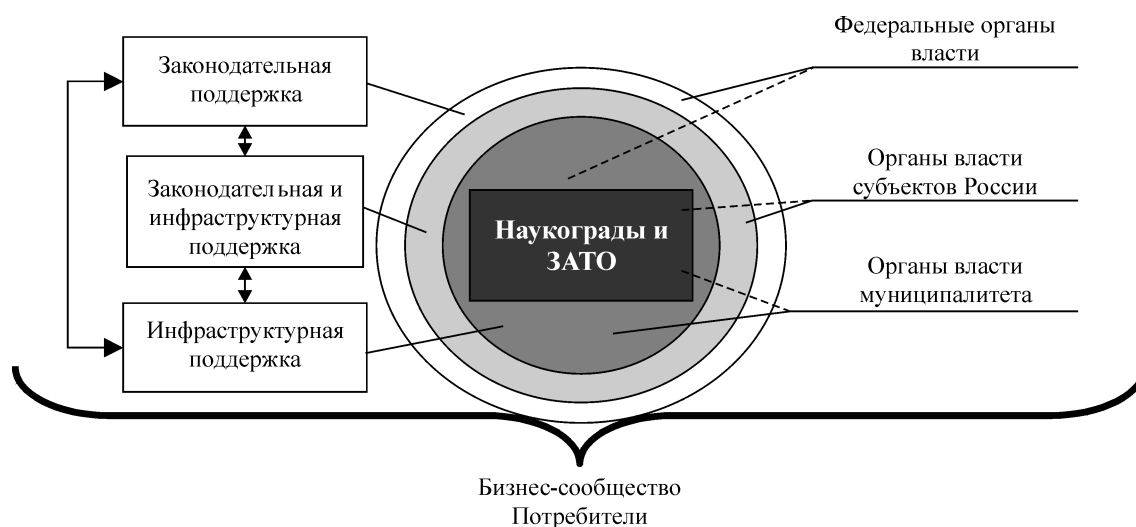 Законодательная
поддержка
Законодательная и
инфраструктурная
поддержка
Инфраструктурная
поддержка
Наукограды и
ЗАТО
Федеральные органы
власти
Органы власти
субъектов России
Органы власти
муниципалитета
Бизнес-сообщество
Потребители